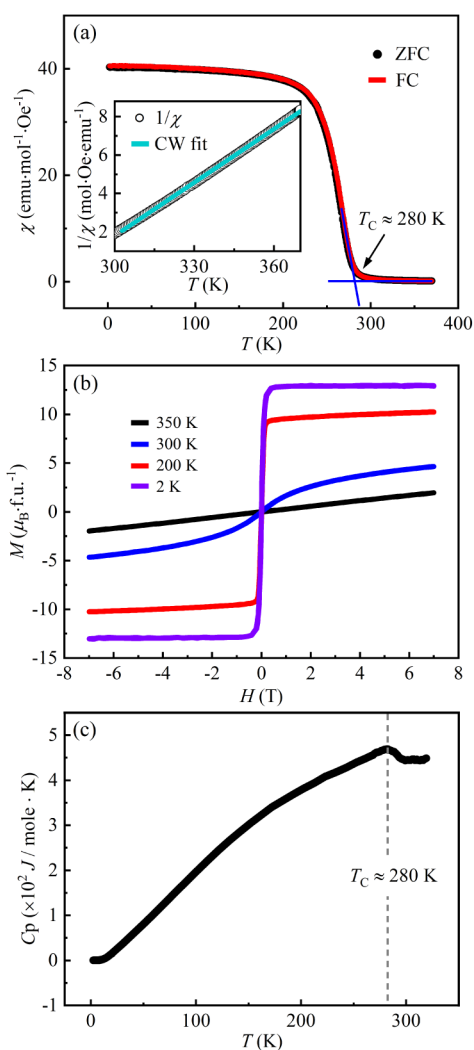 (a)
ZFC
FC
χ (emu·mol⁻¹·Oe⁻¹)
40
20
0
1/χ (mol·Oe·emu⁻¹)
8
6
4
2
1/χ
CW fit
300
330
360
T (K)
T_C ≈ 280 K
0
100
200
300
400
T (K)
(b)
M (μ_B·f.u.⁻¹)
15
10
5
0
-5
-10
-15
350 K
300 K
200 K
2 K
-8
-6
-4
-2
0
2
4
6
8
H (T)
(c)
Cp (×10² J / mole · K)
6
5
4
3
2
1
0
-1
T_C ≈ 280 K
0
100
200
300
T (K)